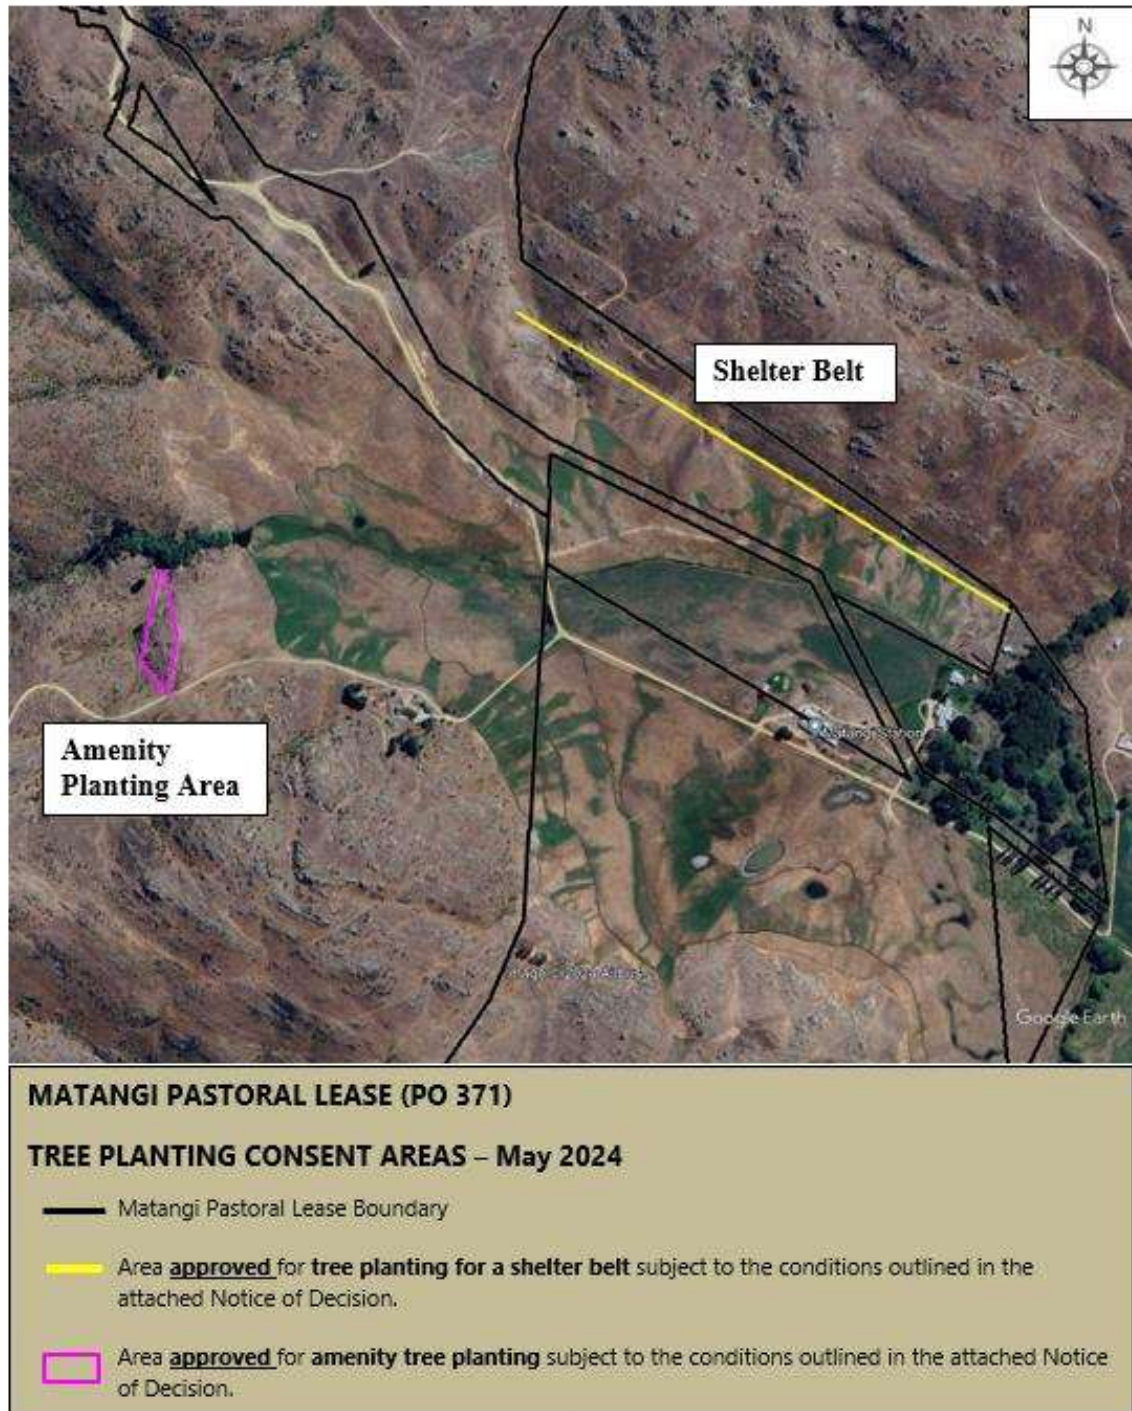 N
Shelter Belt
Amenity
Planting Area
Matangi Station
Google Earth
MATANGI PASTORAL LEASE (PO 371)
TREE PLANTING CONSENT AREAS – May 2024
Matangi Pastoral Lease Boundary
Area approved for tree planting for a shelter belt subject to the conditions outlined in the
attached Notice of Decision.
Area approved for amenity tree planting subject to the conditions outlined in the attached Notice
of Decision.